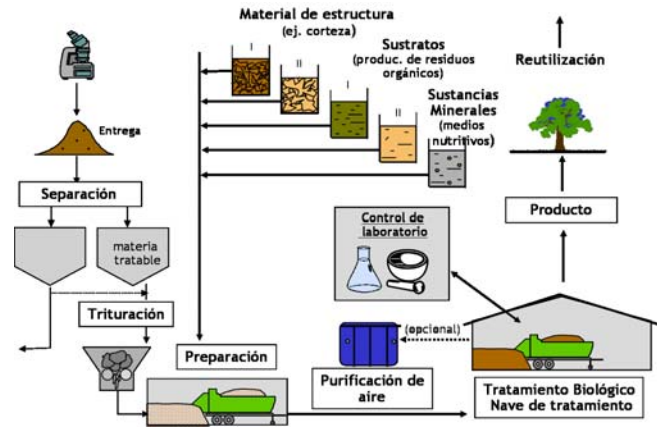 Material de estructura
(ej. corteza)
Sustratos
(produc. de residuos
orgánicos)
Sustancias
Minerales
(medios
nutritivos)
I
II
I
II
Reutilización
Entrega
Separación
materia
tratable
Trituración
Preparación
Control de
laboratorio
(opcional)
Purificación de
aire
Producto
Tratamiento Biológico
Nave de tratamiento